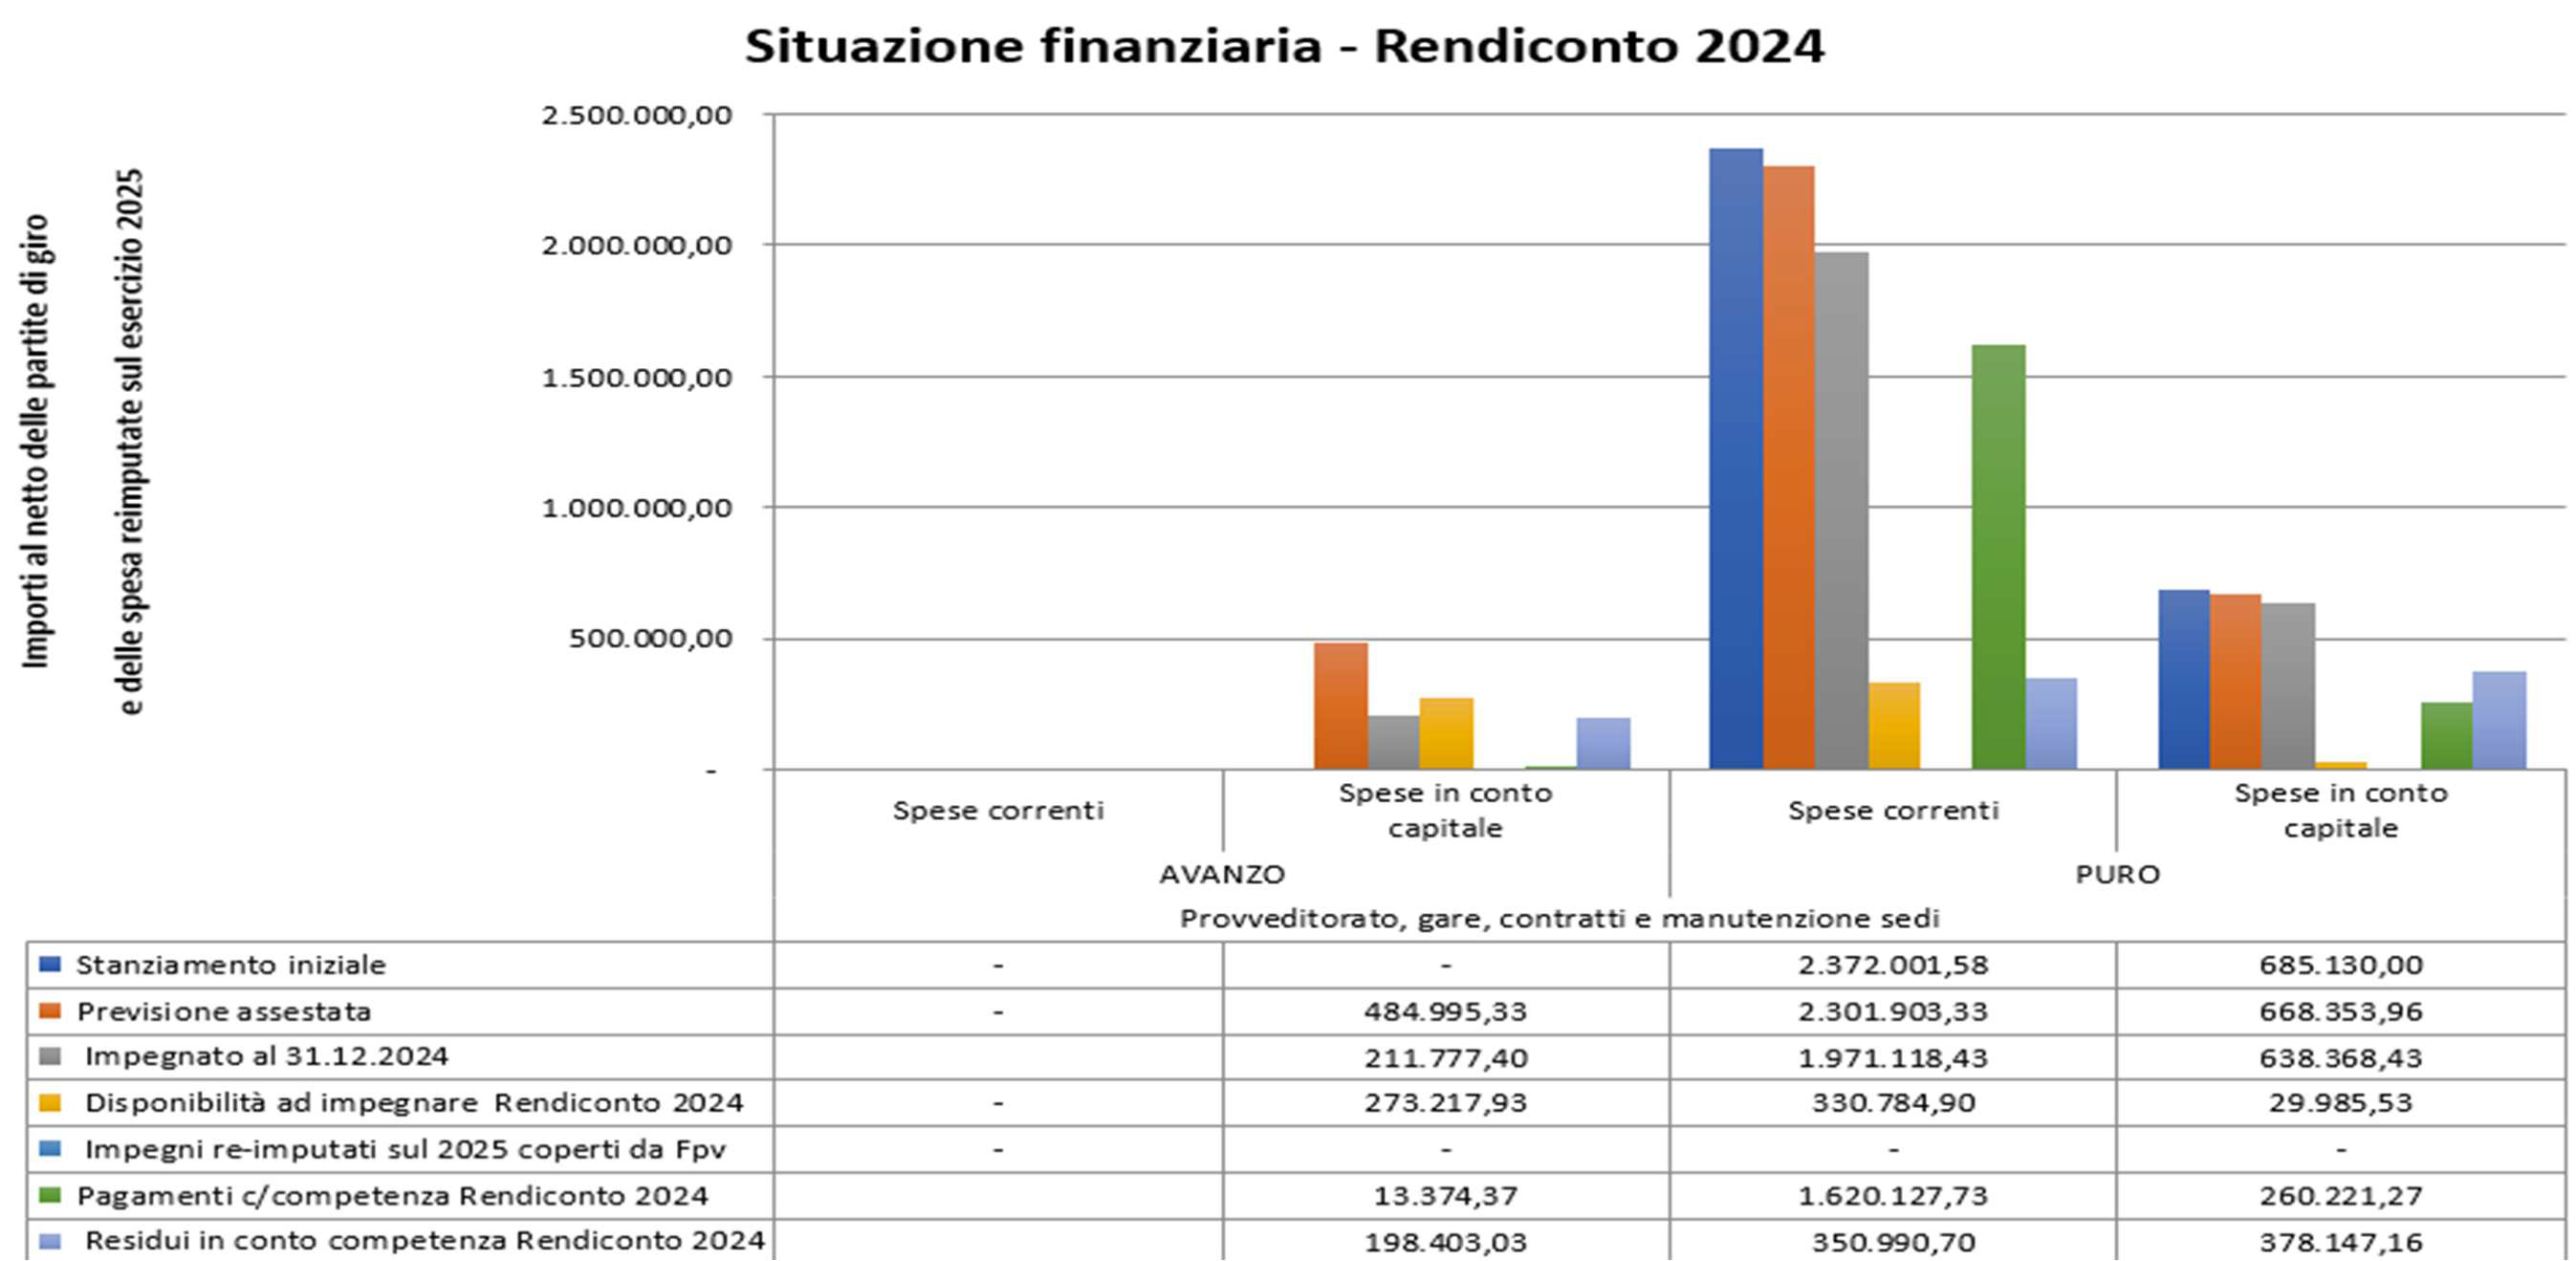 Situazione finanziaria - Rendiconto 2024
Importi al netto delle partite di giro
e delle spesa reimputate sul esercizio 2025
2.500.000,00
2.000.000,00
1.500.000,00
1.000.000,00
500.000,00
-
Spese correnti
Spese in conto
capitale
Spese correnti
Spese in conto
capitale
AVANZO PURO
Provveditorato, gare, contratti e manutenzione sedi
Stanziamento iniziale - - 2.372.001,58 685.130,00
Previsione assestata - 484.995,33 2.301.903,33 668.353,96
Impegnato al 31.12.2024 211.777,40 1.971.118,43 638.368,43
Disponibilità ad impegnare Rendiconto 2024 - 273.217,93 330.784,90 29.985,53
Impegni re-imputati sul 2025 coperti da Fpv - - - -
Pagamenti c/competenza Rendiconto 2024 13.374,37 1.620.127,73 260.221,27
Residui in conto competenza Rendiconto 2024 198.403,03 350.990,70 378.147,16